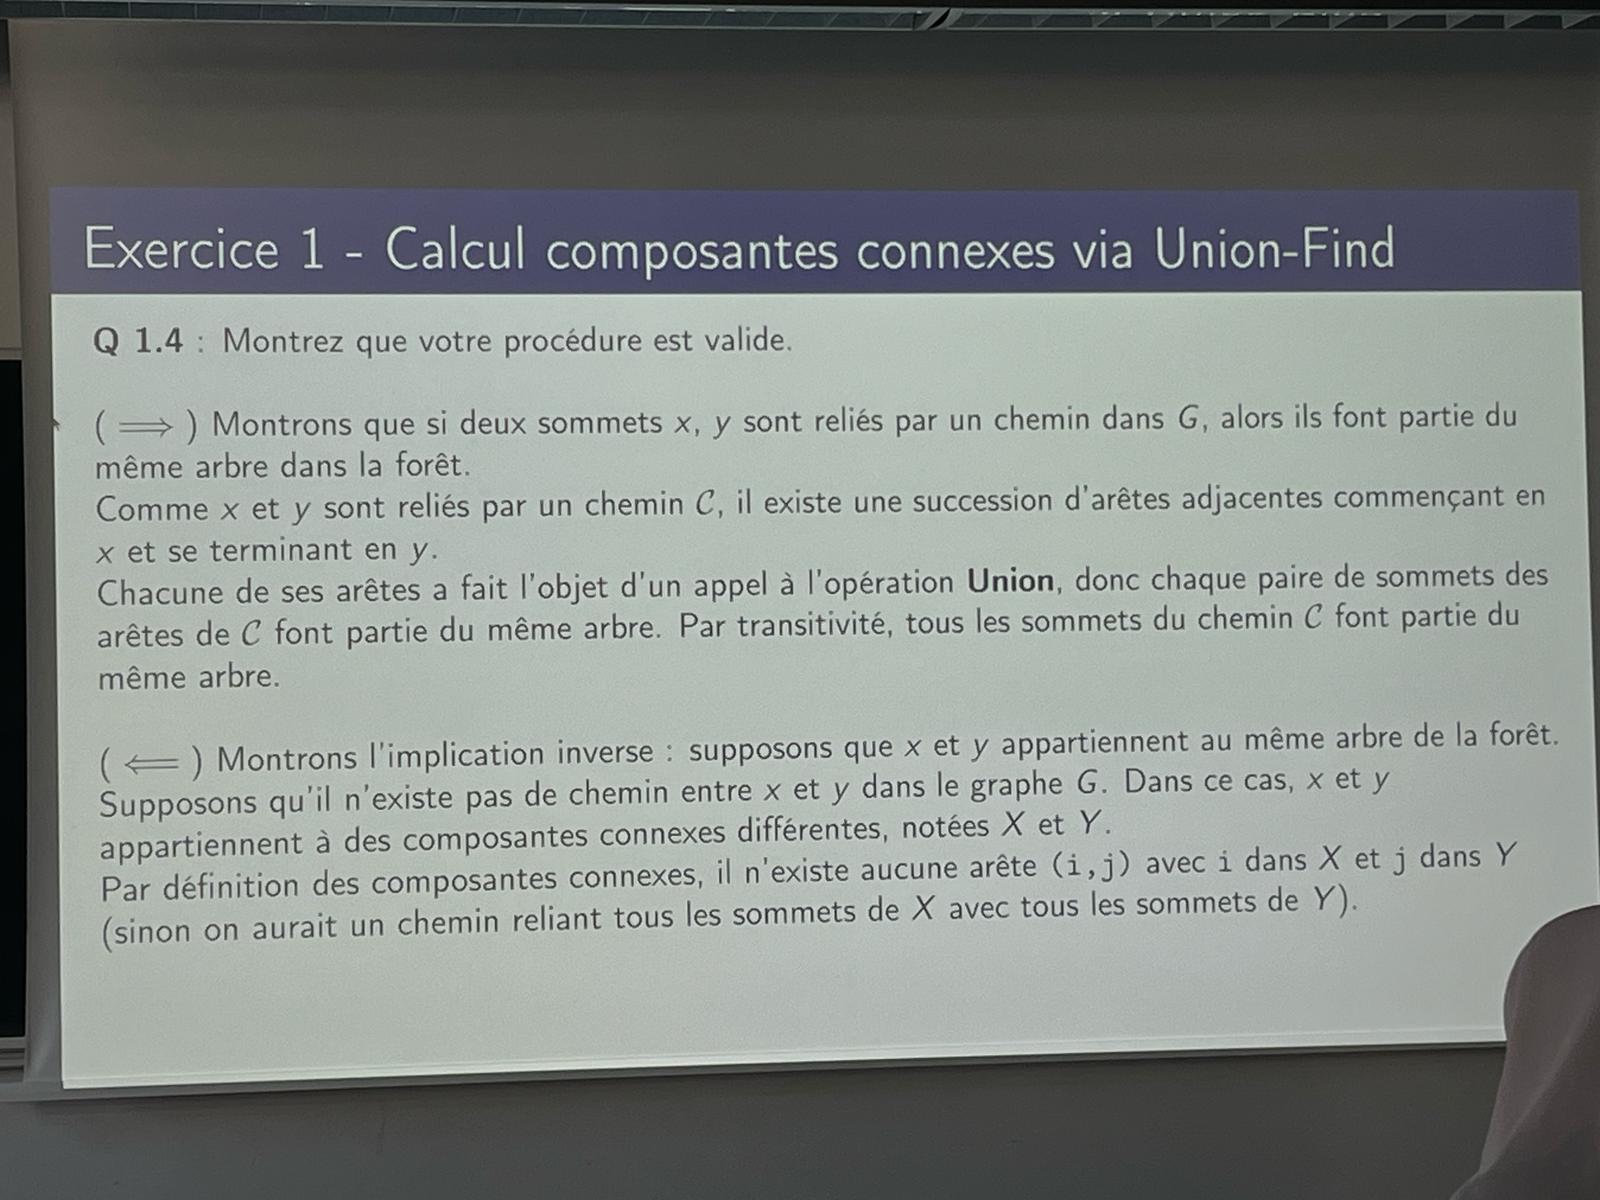 Exercice 1 - Calcul composantes connexes via Union-Find
Q 1.4 : Montrez que votre procédure est valide.
( ⟹ ) Montrons que si deux sommets x, y sont reliés par un chemin dans G, alors ils font partie du
même arbre dans la forêt.
Comme x et y sont reliés par un chemin 𝒞, il existe une succession d'arêtes adjacentes commençant en
x et se terminant en y.
Chacune de ses arêtes a fait l'objet d'un appel à l'opération Union, donc chaque paire de sommets des
arêtes de 𝒞 font partie du même arbre. Par transitivité, tous les sommets du chemin 𝒞 font partie du
même arbre.
( ⟸ ) Montrons l'implication inverse : supposons que x et y appartiennent au même arbre de la forêt.
Supposons qu'il n'existe pas de chemin entre x et y dans le graphe G. Dans ce cas, x et y
appartiennent à des composantes connexes différentes, notées X et Y.
Par définition des composantes connexes, il n'existe aucune arête (i,j) avec i dans X et j dans Y
(sinon on aurait un chemin reliant tous les sommets de X avec tous les sommets de Y).